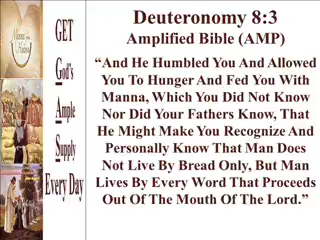 Manna from Heaven
GET
God's
Ample
Supply
Every Day
Deuteronomy 8:3
Amplified Bible (AMP)
“And He Humbled You And Allowed
You To Hunger And Fed You With
Manna, Which You Did Not Know
Nor Did Your Fathers Know, That
He Might Make You Recognize And
Personally Know That Man Does
Not Live By Bread Only, But Man
Lives By Every Word That Proceeds
Out Of The Mouth Of The Lord.”